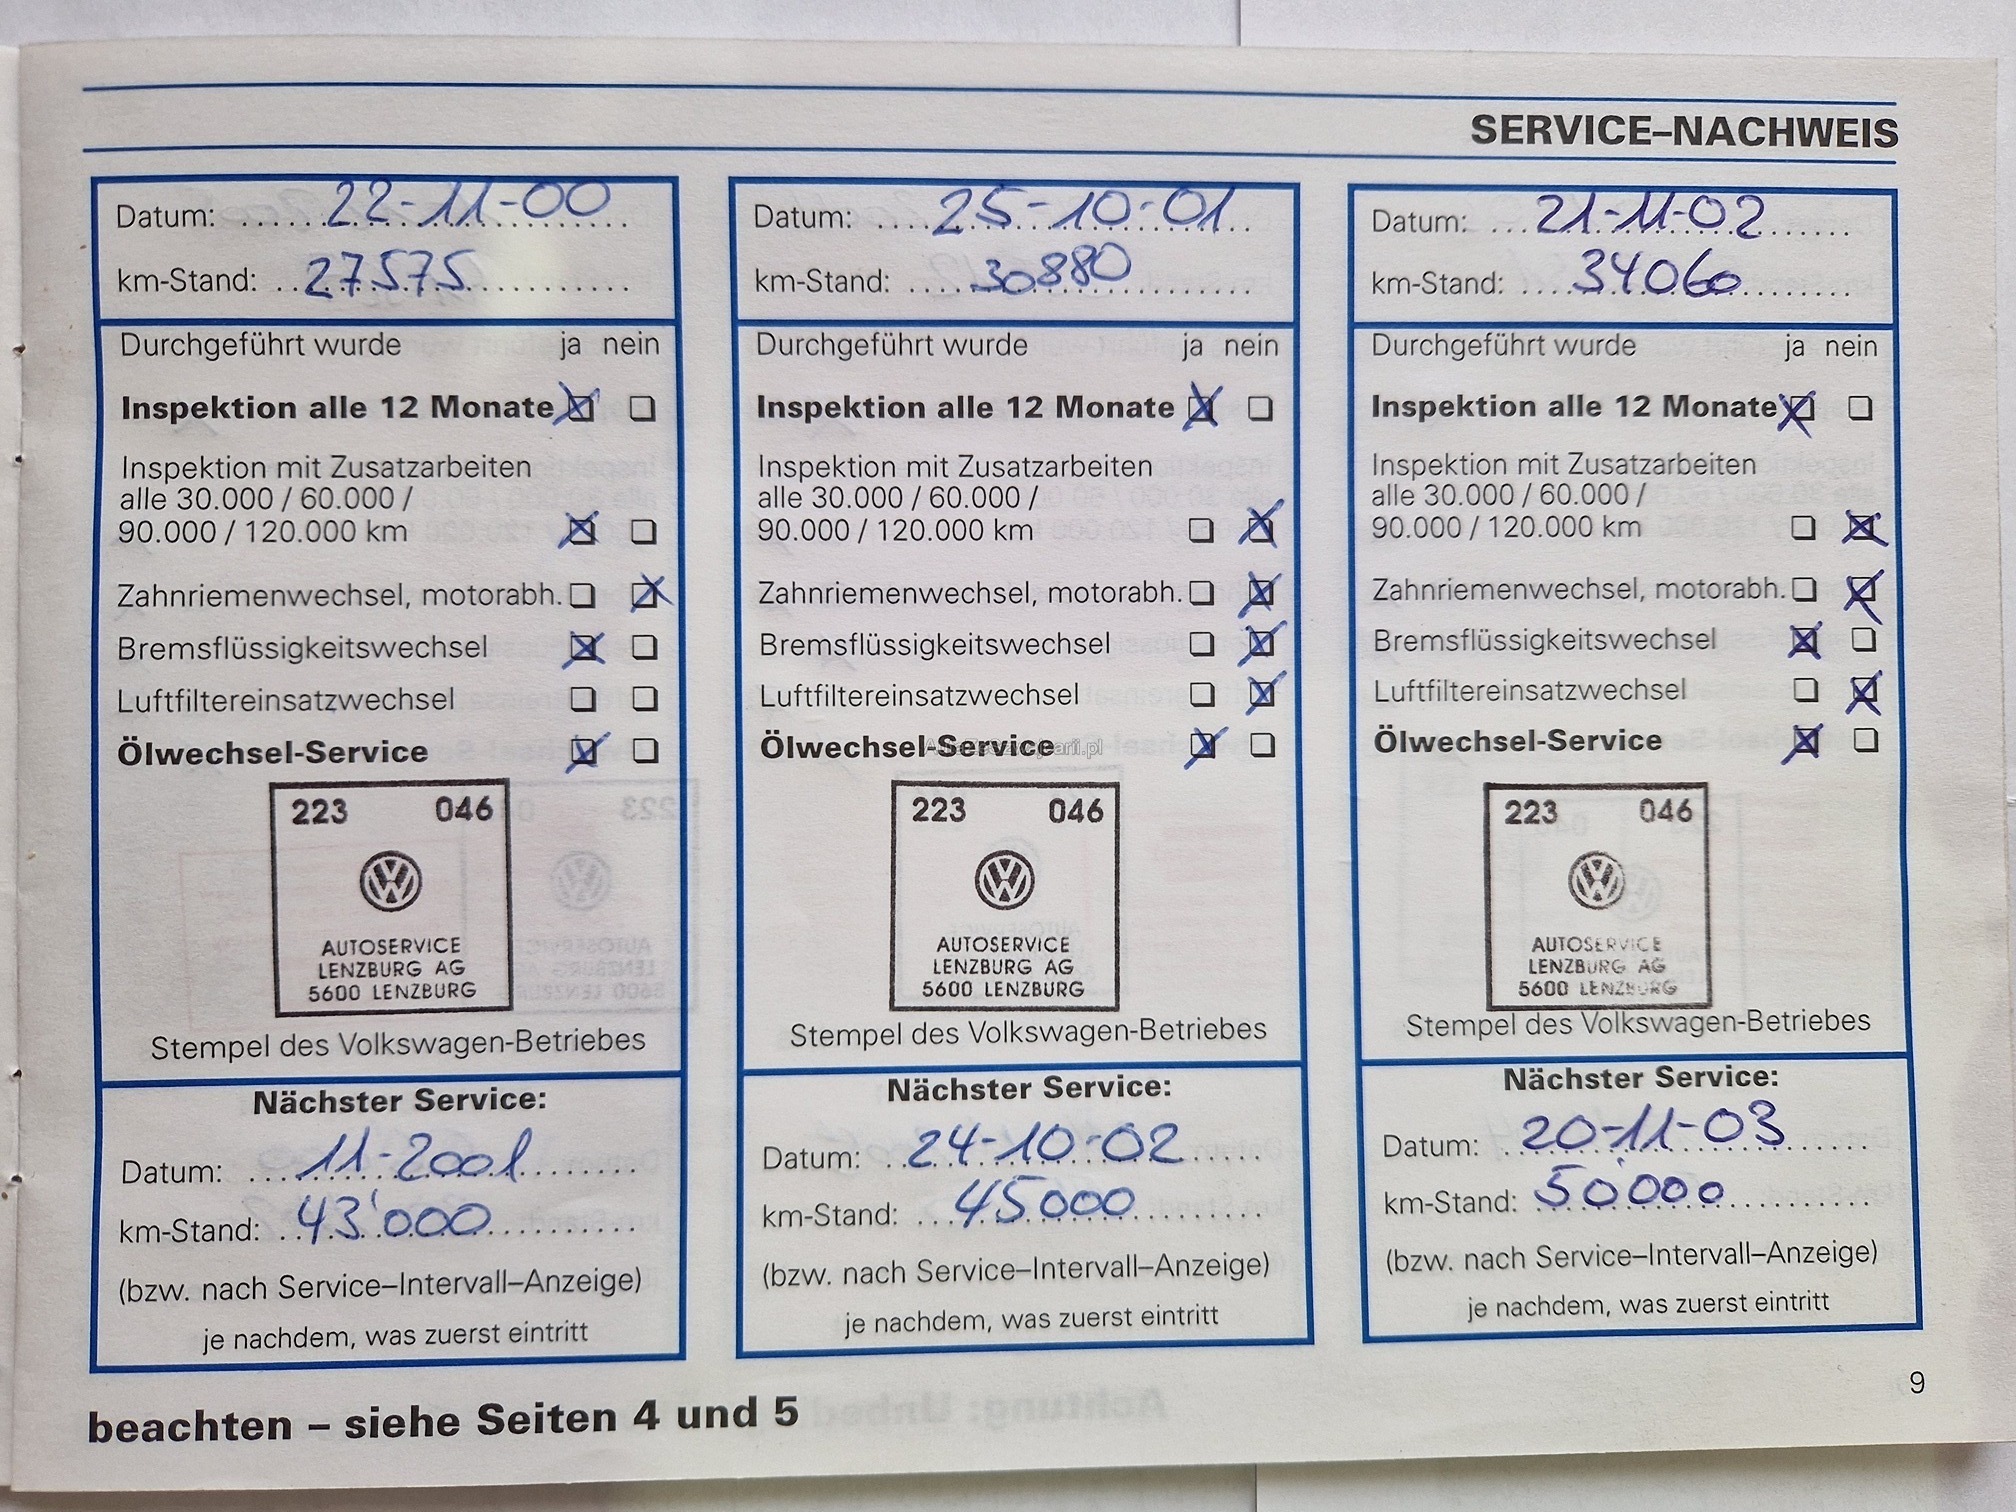 SERVICE–NACHWEIS
Datum: 22-11-00
km-Stand: 27575
Durchgeführt wurde ja nein
Inspektion alle 12 Monate
Inspektion mit Zusatzarbeiten
alle 30.000 / 60.000 /
90.000 / 120.000 km
Zahnriemenwechsel, motorabh.
Bremsflüssigkeitswechsel
Luftfiltereinsatzwechsel
Ölwechsel-Service
223 046
AUTOSERVICE
LENZBURG AG
5600 LENZBURG
Stempel des Volkswagen-Betriebes
Nächster Service:
Datum: 11-2001
km-Stand: 43'000
(bzw. nach Service–Intervall–Anzeige)
je nachdem, was zuerst eintritt
Datum: 25-10-01
km-Stand: 30880
Durchgeführt wurde ja nein
Inspektion alle 12 Monate
Inspektion mit Zusatzarbeiten
alle 30.000 / 60.000 /
90.000 / 120.000 km
Zahnriemenwechsel, motorabh.
Bremsflüssigkeitswechsel
Luftfiltereinsatzwechsel
Ölwechsel-Service
223 046
AUTOSERVICE
LENZBURG AG
5600 LENZBURG
Stempel des Volkswagen-Betriebes
Nächster Service:
Datum: 24-10-02
km-Stand: 45000
(bzw. nach Service–Intervall–Anzeige)
je nachdem, was zuerst eintritt
Datum: 21-11-02
km-Stand: 34060
Durchgeführt wurde ja nein
Inspektion alle 12 Monate
Inspektion mit Zusatzarbeiten
alle 30.000 / 60.000 /
90.000 / 120.000 km
Zahnriemenwechsel, motorabh.
Bremsflüssigkeitswechsel
Luftfiltereinsatzwechsel
Ölwechsel-Service
223 046
AUTOSERVICE
LENZBURG AG
5600 LENZBURG
Stempel des Volkswagen-Betriebes
Nächster Service:
Datum: 20-11-03
km-Stand: 50'000
(bzw. nach Service–Intervall–Anzeige)
je nachdem, was zuerst eintritt
beachten – siehe Seiten 4 und 5
9